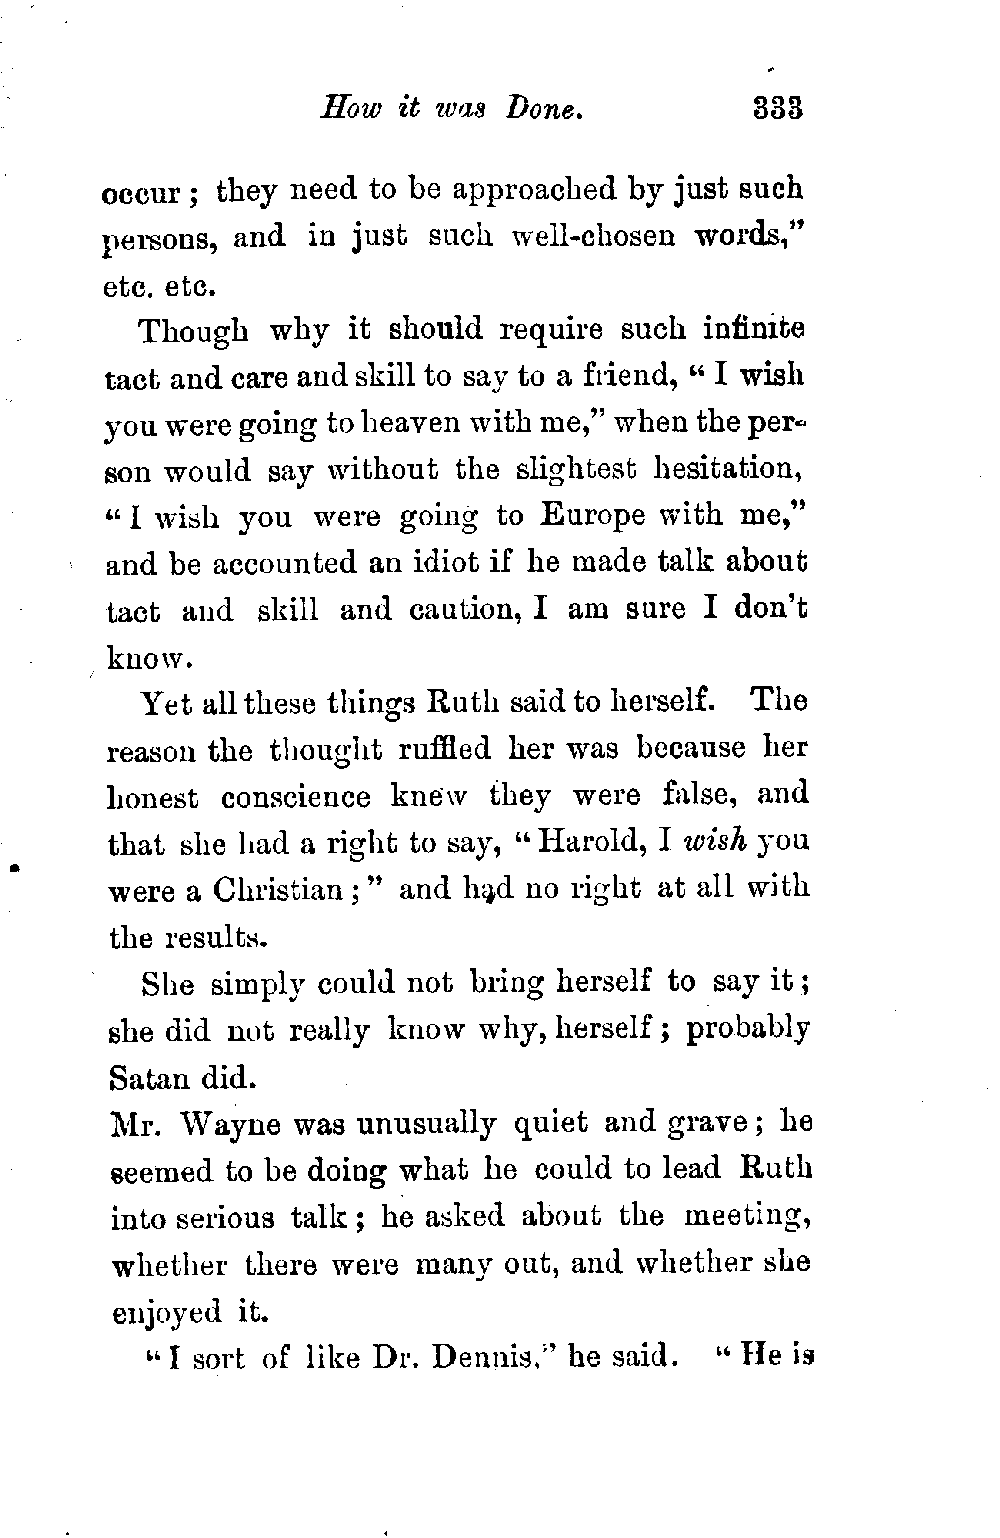 How it was Done. 333
occur; they need to be approached by just such
persons, and in just such well-chosen words,"
etc. etc.
Though why it should require such infinite
tact and care and skill to say to a friend, "I wish
you were going to heaven with me," when the per-
son would say without the slightest hesitation,
"I wish you were going to Europe with me,"
and be accounted an idiot if he made talk about
tact and skill and caution, I am sure I don't
know.
Yet all these things Ruth said to herself. The
reason the thought ruffled her was because her
honest conscience knew they were false, and
that she had a right to say, "Harold, I wish you
were a Christian;" and had no right at all with
the results.
She simply could not bring herself to say it;
she did not really know why, herself; probably
Satan did.
Mr. Wayne was unusually quiet and grave; he
seemed to be doing what he could to lead Ruth
into serious talk; he asked about the meeting,
whether there were many out, and whether she
enjoyed it.
"I sort of like Dr. Dennis," he said. "He is